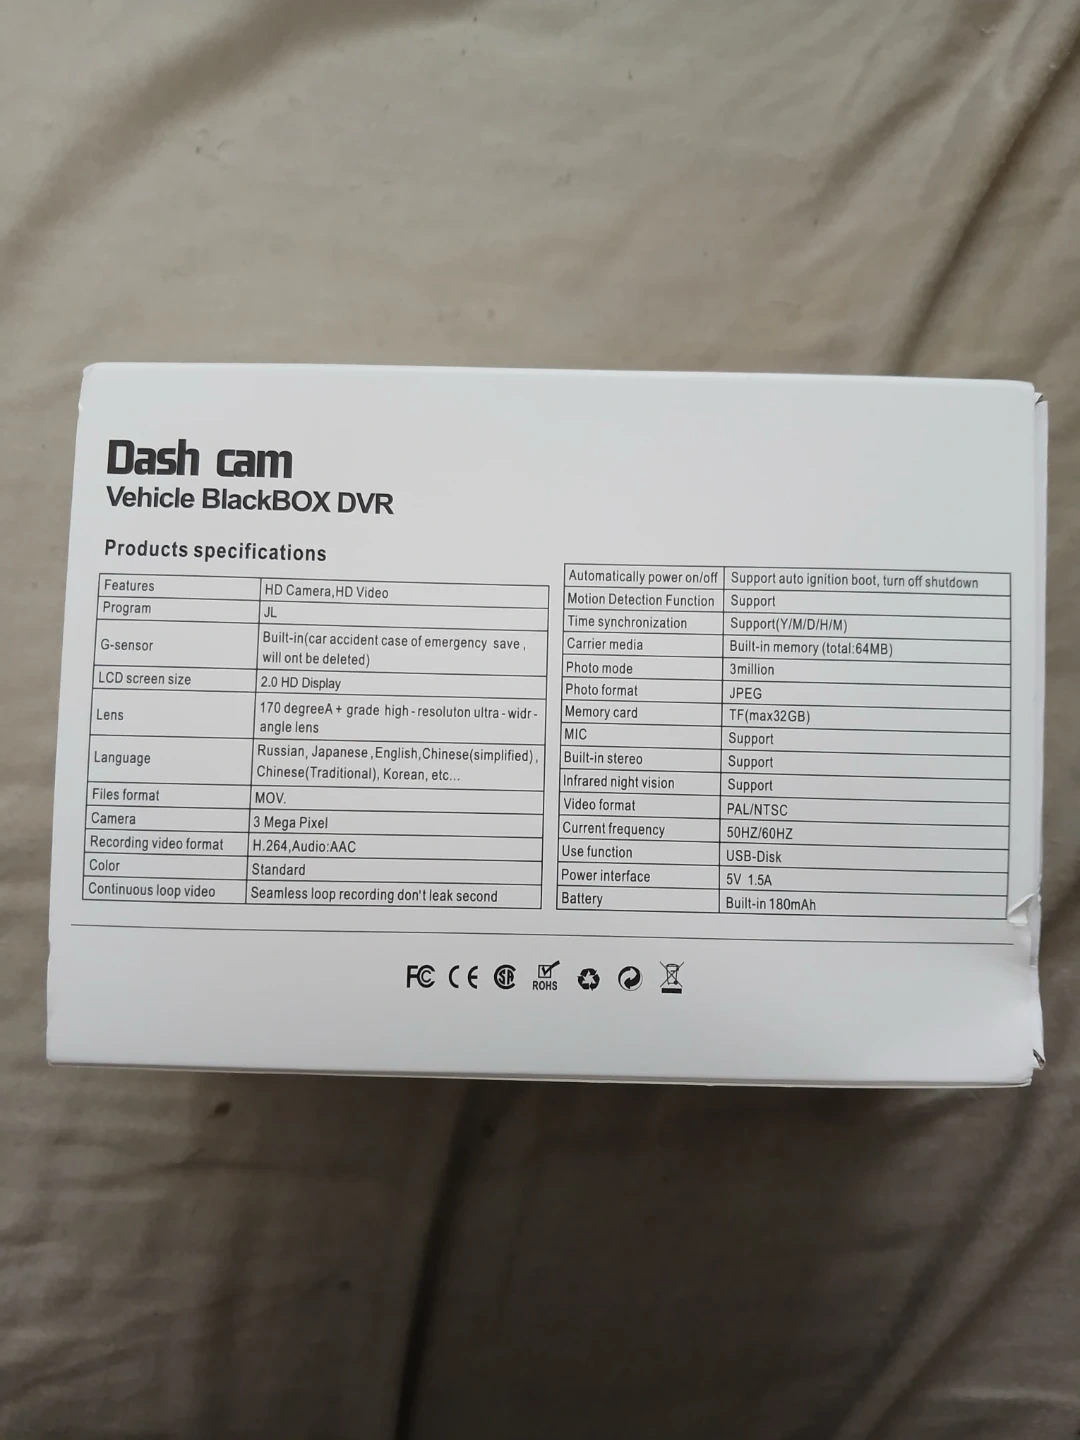 Dash cam
Vehicle BlackBOX DVR
Products specifications
Features HD Camera,HD Video
Program JL
G-sensor Built-in(car accident case of emergency save,
will ont be deleted)
LCD screen size 2.0 HD Display
Lens 170 degreeA+ grade high-resoluton ultra-widr-
angle lens
Language Russian, Japanese,English,Chinese(simplified),
Chinese(Traditional), Korean, etc...
Files format MOV.
Camera 3 Mega Pixel
Recording video format H.264,Audio:AAC
Color Standard
Continuous loop video Seamless loop recording don't leak second
Automatically power on/off Support auto ignition boot, turn off shutdown
Motion Detection Function Support
Time synchronization Support(Y/M/D/H/M)
Carrier media Built-in memory (total:64MB)
Photo mode 3million
Photo format JPEG
Memory card TF(max32GB)
MIC Support
Built-in stereo Support
Infrared night vision Support
Video format PAL/NTSC
Current frequency 50HZ/60HZ
Use function USB-Disk
Power interface 5V 1.5A
Battery Built-in 180mAh
FC CE SA ROHS